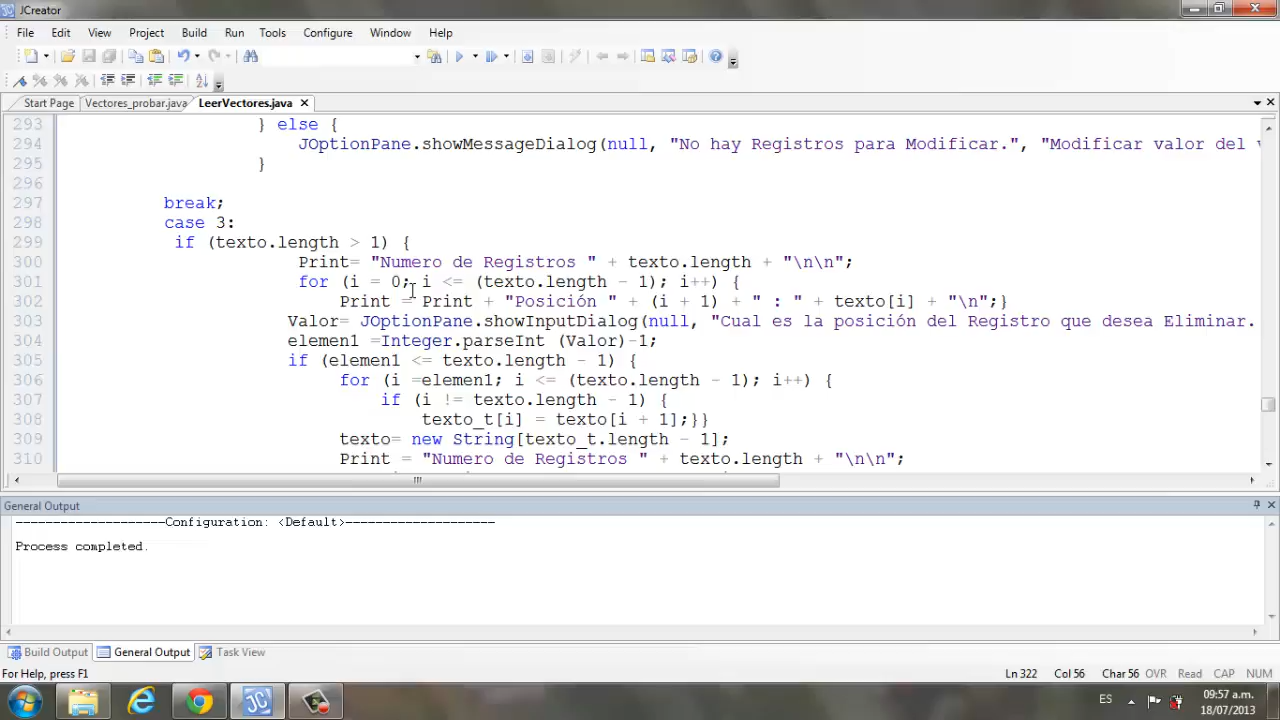 JCreator
File Edit View Project Build Run Tools Configure Window Help
Start Page Vectores_probar.java LeerVectores.java
293 } else {
294 JOptionPane.showMessageDialog(null, "No hay Registros para Modificar.", "Modificar valor del v
295 }
296
297 break;
298 case 3:
299 if (texto.length > 1) {
300 Print= "Numero de Registros " + texto.length + "\n\n";
301 for (i = 0; i <= (texto.length - 1); i++) {
302 Print = Print + "Posición " + (i + 1) + " : " + texto[i] + "\n";}
303 Valor= JOptionPane.showInputDialog(null, "Cual es la posición del Registro que desea Eliminar.
304 elemen1 =Integer.parseInt (Valor)-1;
305 if (elemen1 <= texto.length - 1) {
306 for (i =elemen1; i <= (texto.length - 1); i++) {
307 if (i != texto.length - 1) {
308 texto_t[i] = texto[i + 1];}}
309 texto= new String[texto_t.length - 1];
310 Print = "Numero de Registros " + texto.length + "\n\n";
General Output
--------------------Configuration: <Default>--------------------
Process completed.
Build Output General Output Task View
For Help, press F1 Ln 322 Col 56 Char 56 OVR Read CAP NUM
ES 09:57 a.m.
18/07/2013